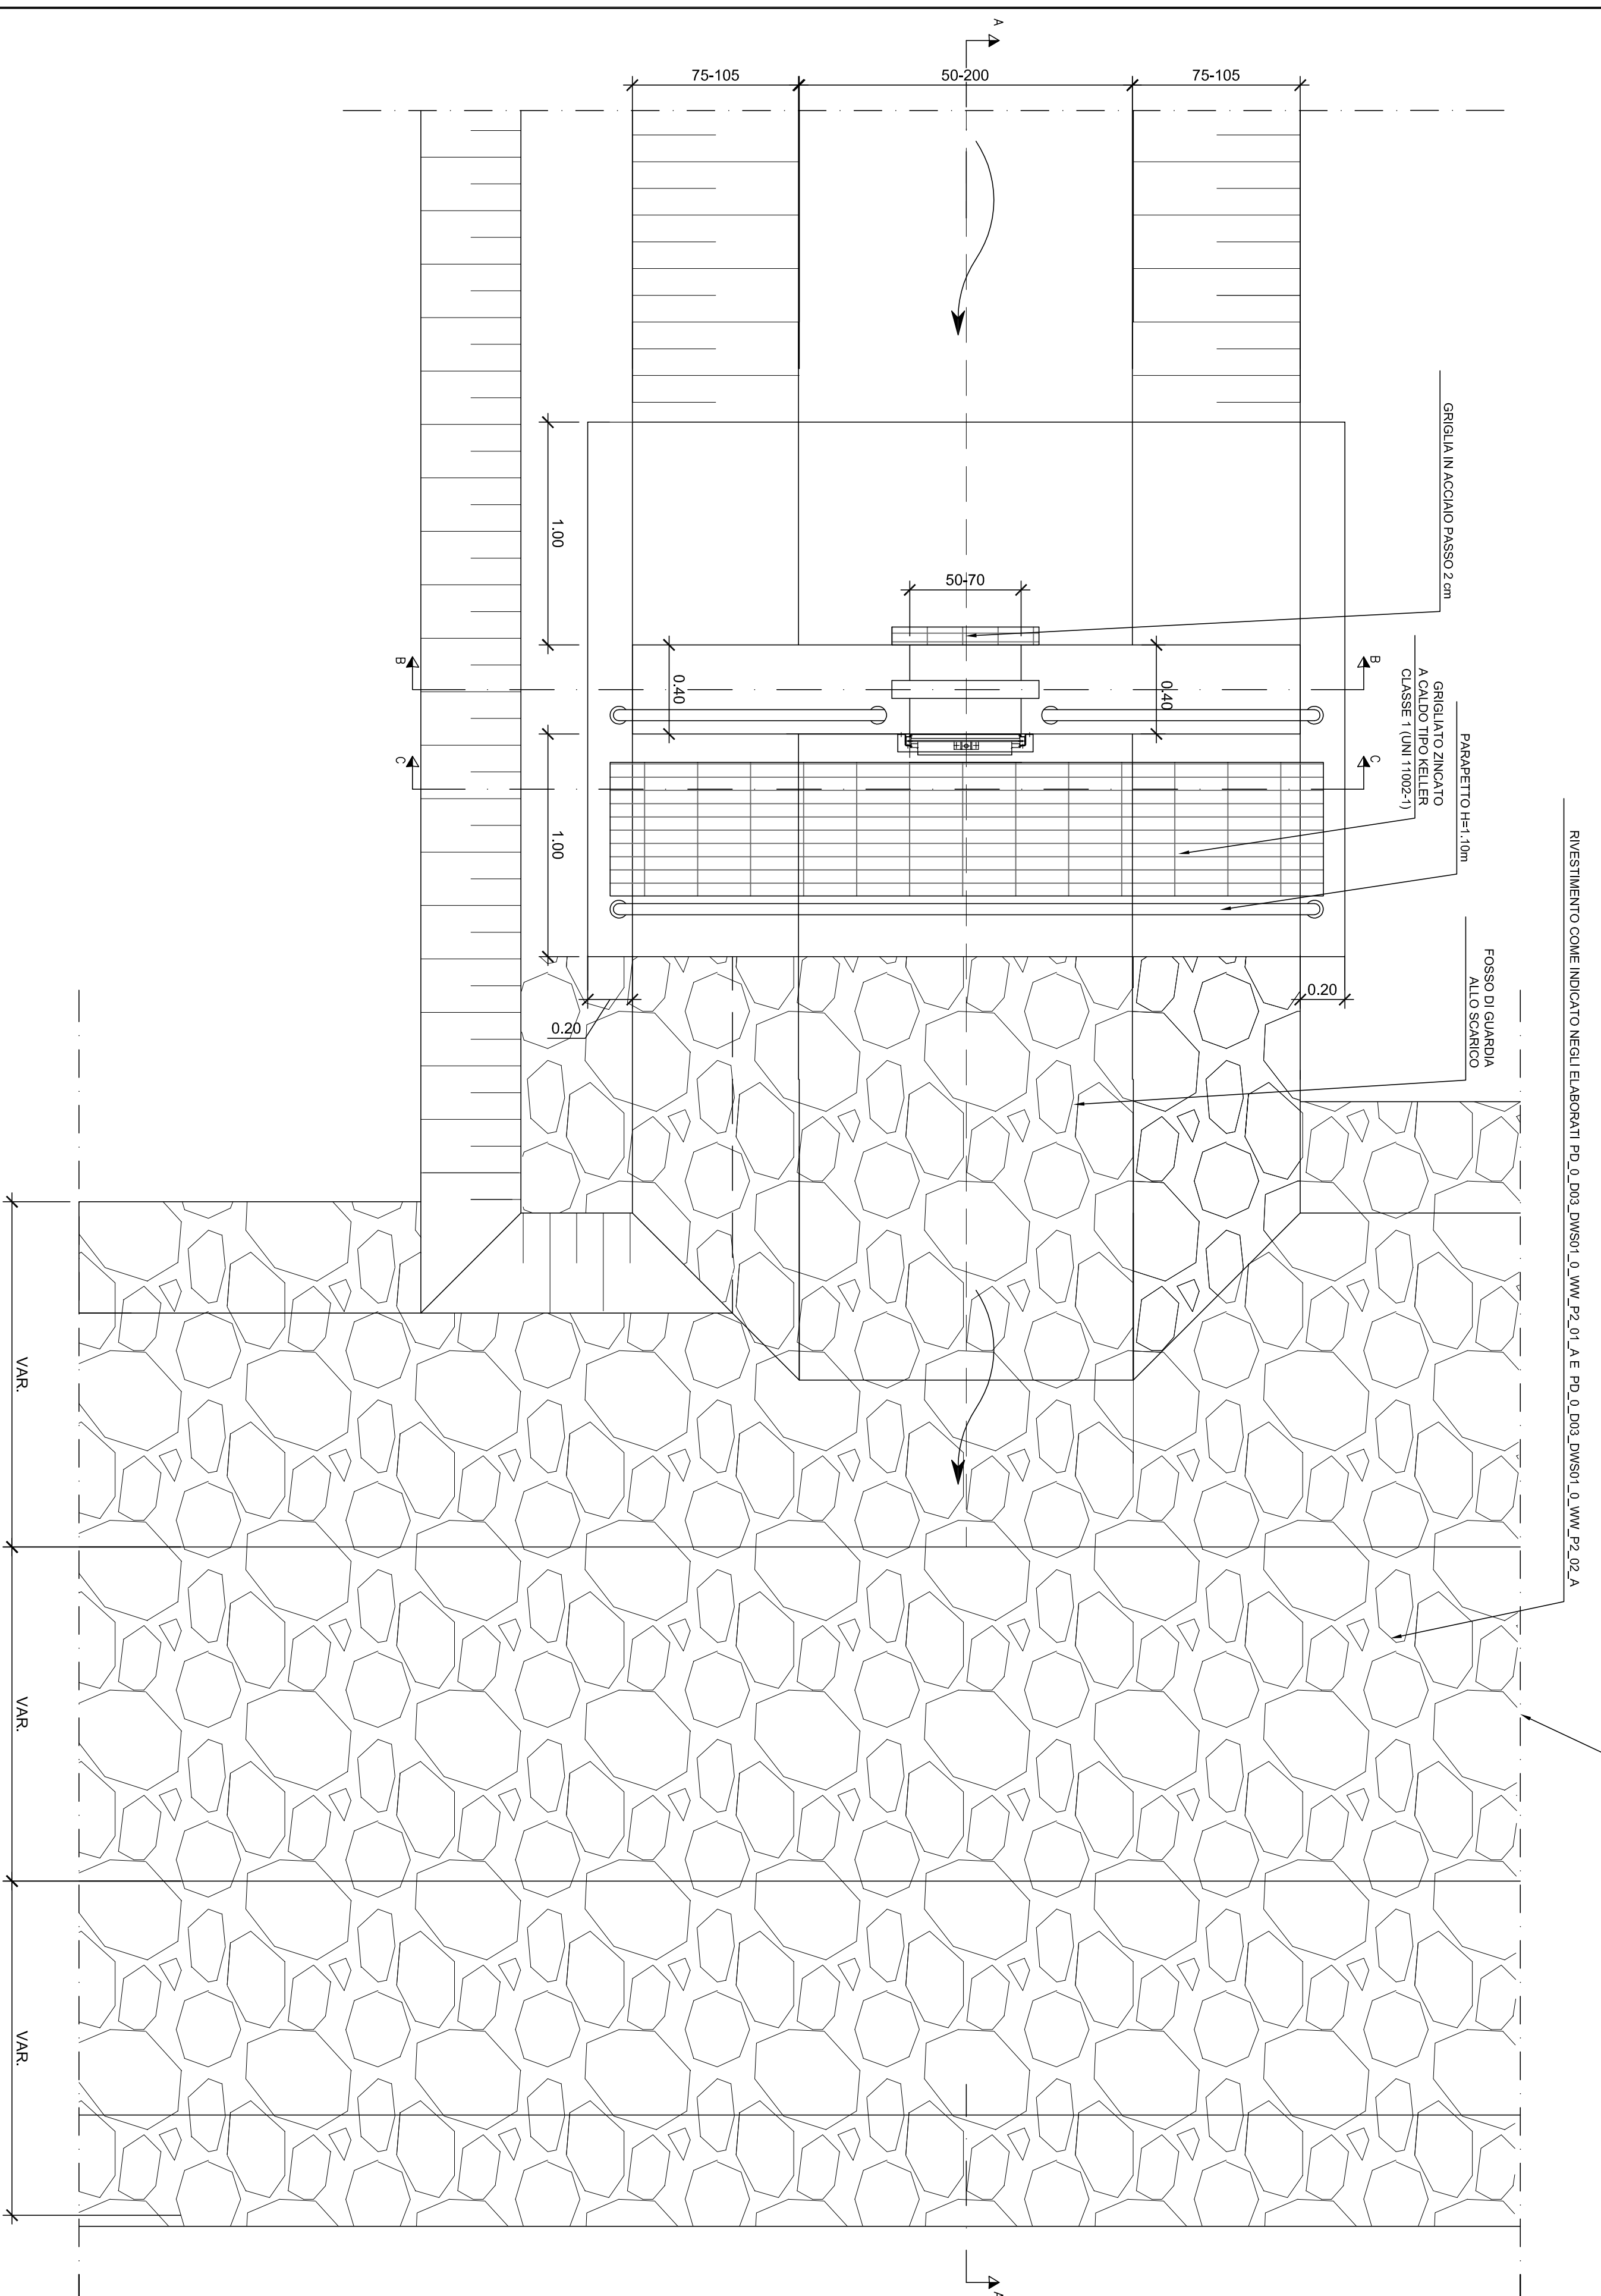 A
75-105
50-200
75-105
GRIGLIA IN ACCIAIO PASSO 2 cm
1.00
50-70
0.40
0.40
B
B
GRIGLIATO ZINCATO
A CALDO TIPO KELLER
CLASSE 1 (UNI 11002-1)
PARAPETTO H=1.10m
C
C
1.00
RIVESTIMENTO COME INDICATO NEGLI ELABORATI PD_0_D03_DWS01_0_WW_P2_01_A E PD_0_D03_DWS01_0_WW_P2_02_A
FOSSO DI GUARDIA
ALLO SCARICO
0.20
0.20
VAR.
VAR.
VAR.
A